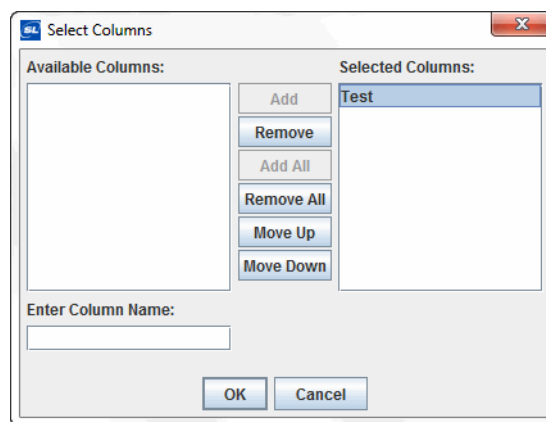 SL Select Columns
Available Columns:
Selected Columns:
Add
Test
Remove
Add All
Remove All
Move Up
Move Down
Enter Column Name:
OK
Cancel